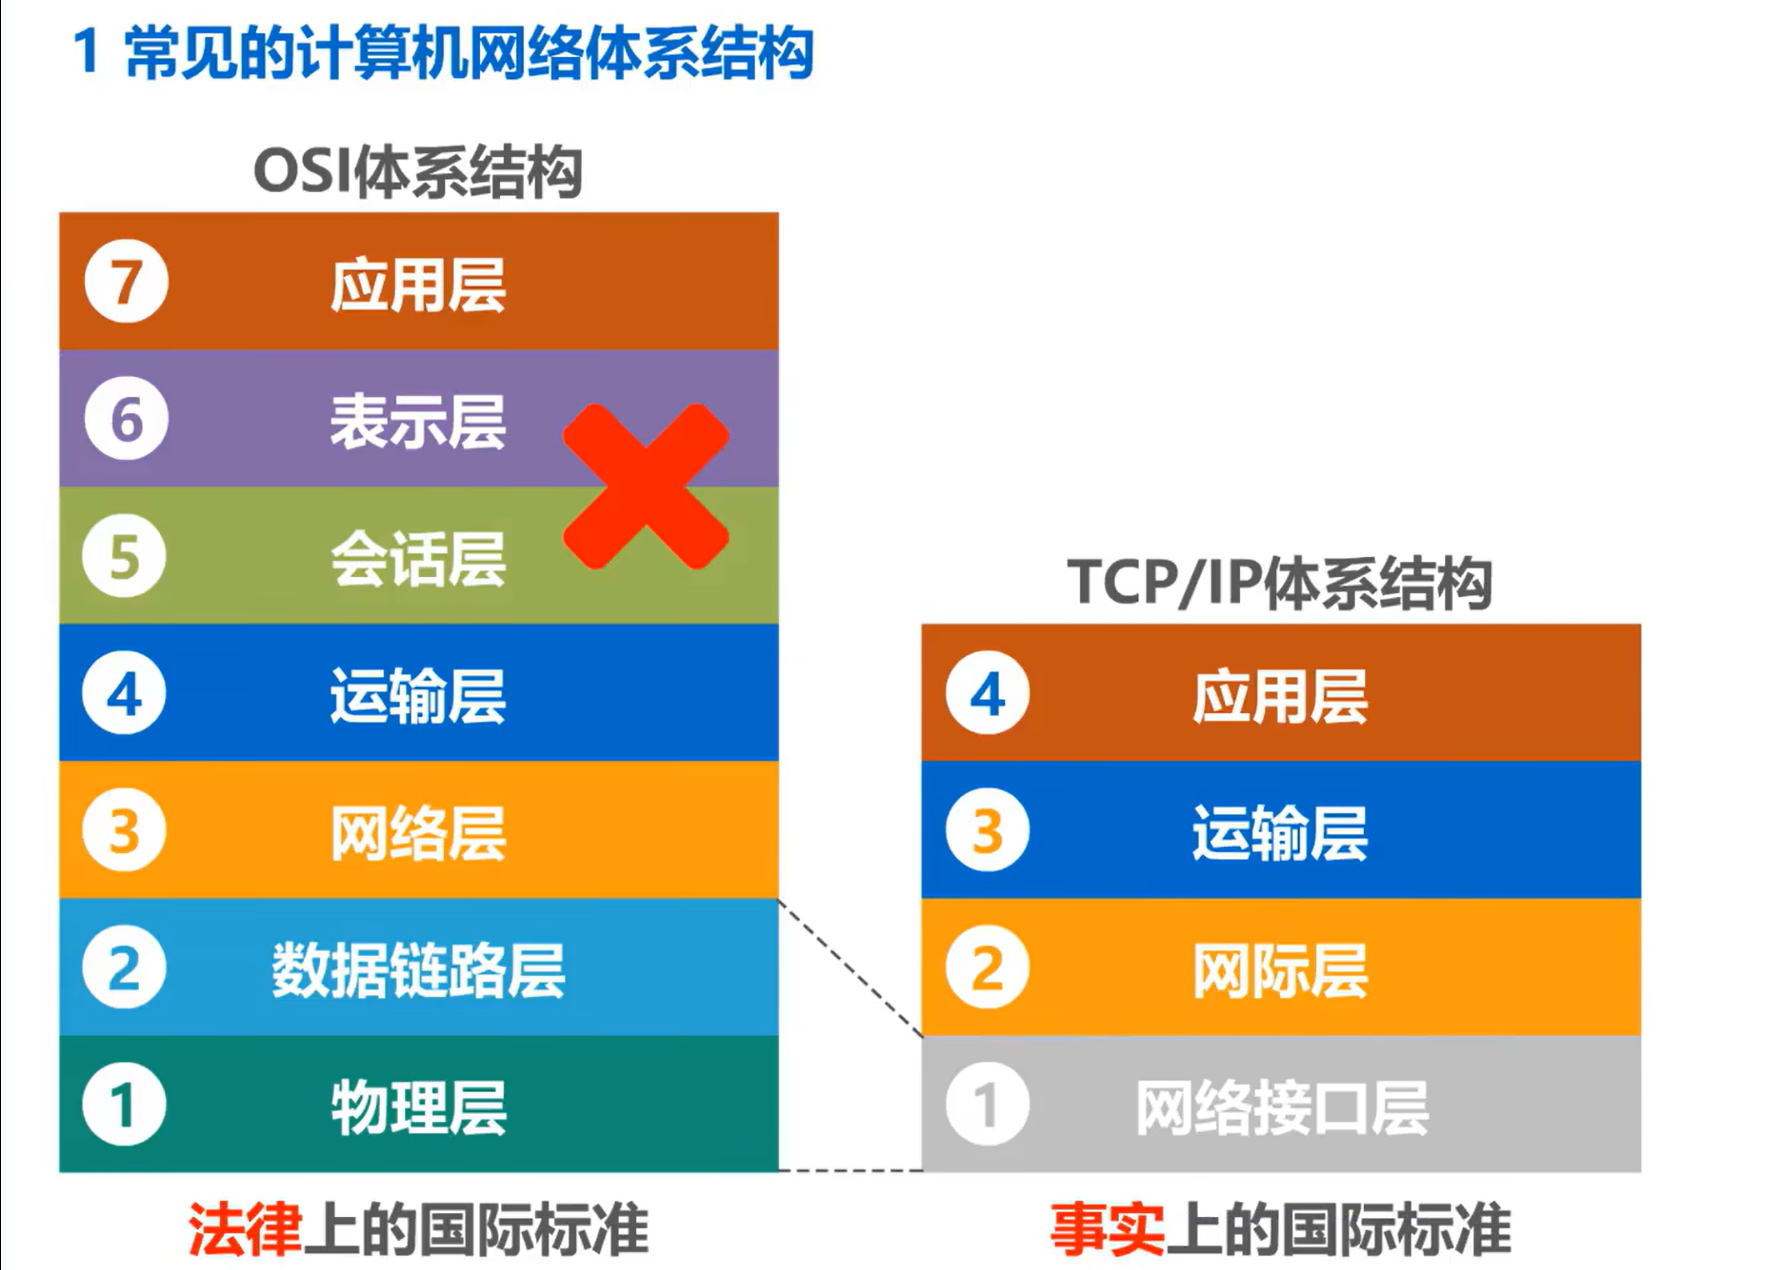 1 常见的计算机网络体系结构
OSI体系结构
7 应用层
6 表示层
5 会话层
4 运输层
3 网络层
2 数据链路层
1 物理层
法律上的国际标准
TCP/IP体系结构
4 应用层
3 运输层
2 网际层
1 网络接口层
事实上的国际标准